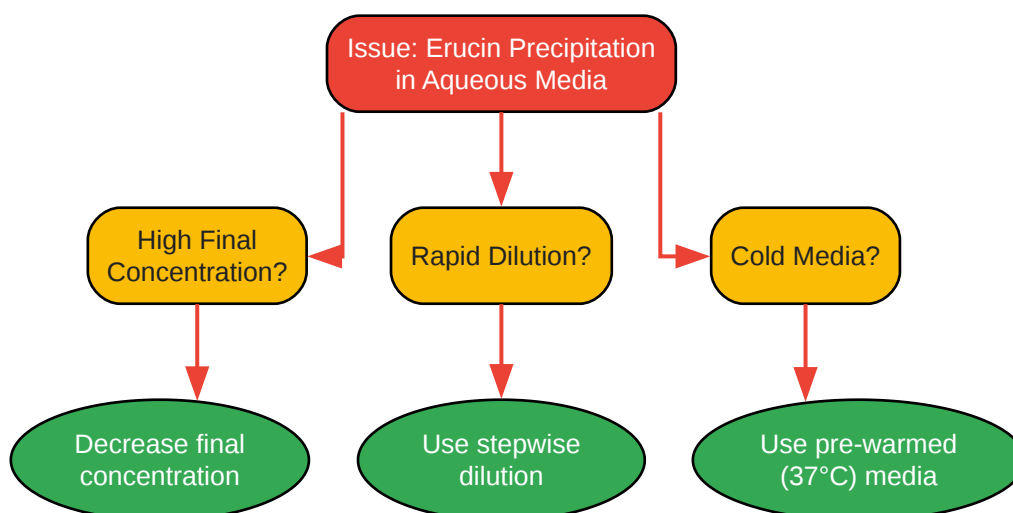 Issue: Erucin Precipitation
in Aqueous Media
High Final
Concentration?
Rapid Dilution?
Cold Media?
Decrease final
concentration
Use stepwise
dilution
Use pre-warmed
(37°C) media